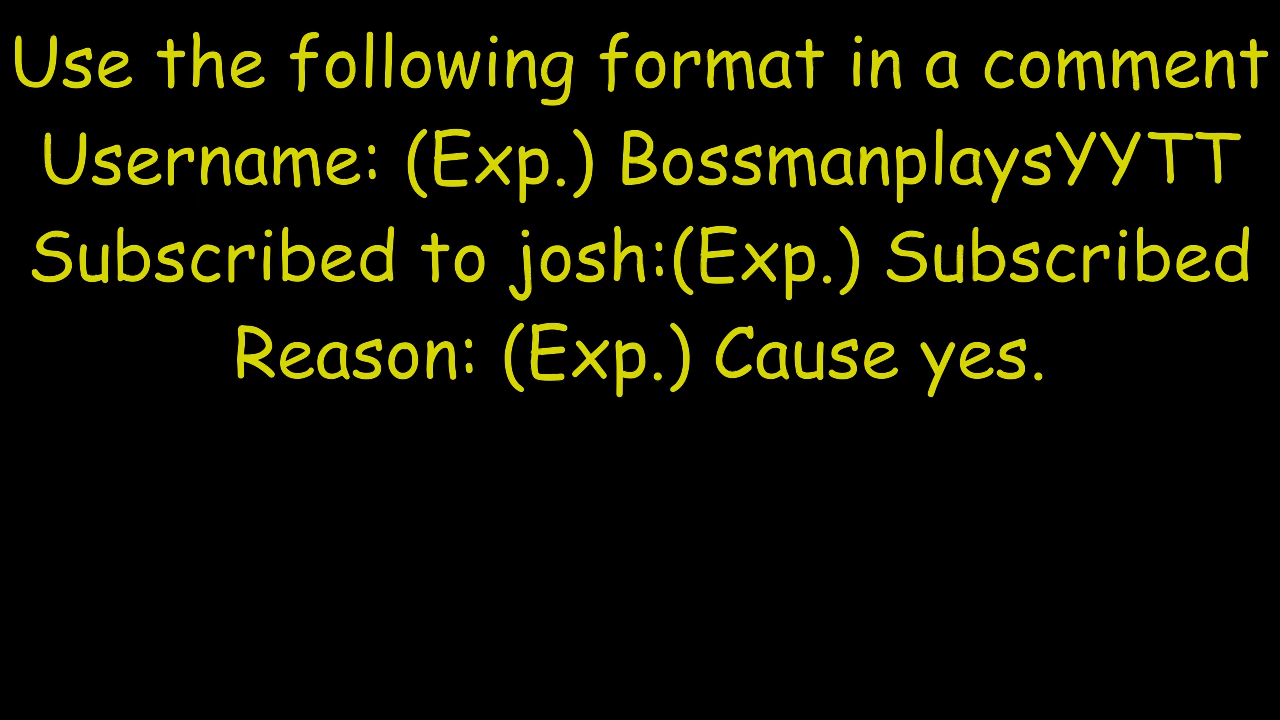 Use the following format in a comment
Username: (Exp.) BossmanplaysYYTT
Subscribed to josh:(Exp.) Subscribed
Reason: (Exp.) Cause yes.